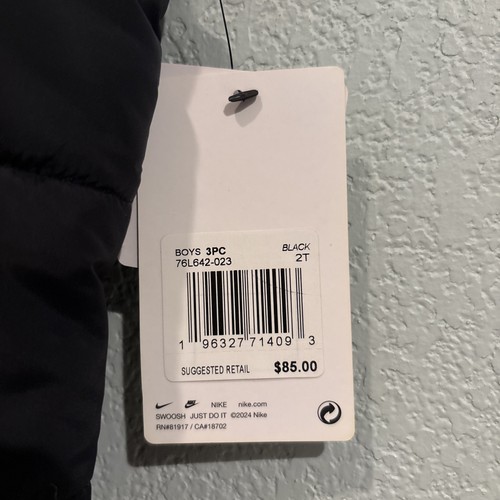 BOYS 3PC BLACK
76L642-023 2T
1 96327 71409 3
SUGGESTED RETAIL $85.00
NIKE nike.com
SWOOSH JUST DO IT ©2024 Nike
RN#81917 / CA#18702